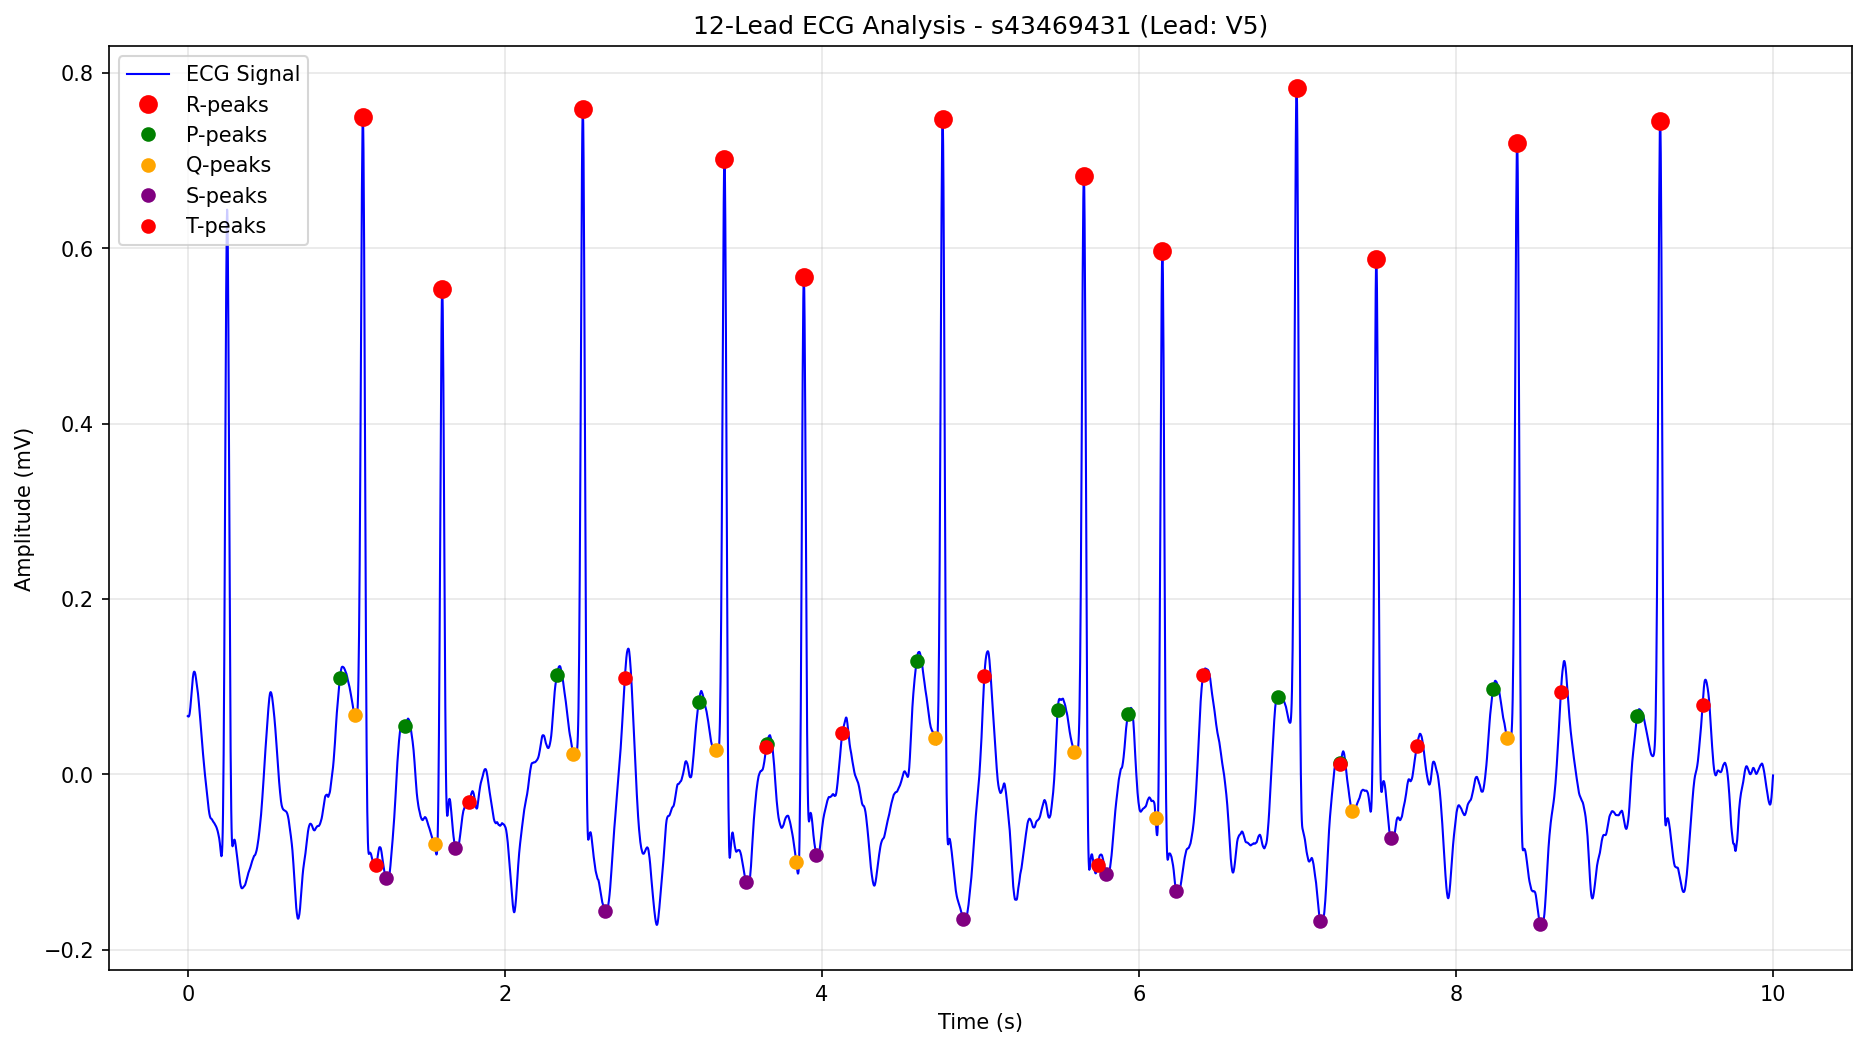 12-Lead ECG Analysis - s43469431 (Lead: V5)
ECG Signal
R-peaks
P-peaks
Q-peaks
S-peaks
T-peaks
0.8
0.6
0.4
0.2
0.0
−0.2
Amplitude (mV)
0 2 4 6 8 10
Time (s)